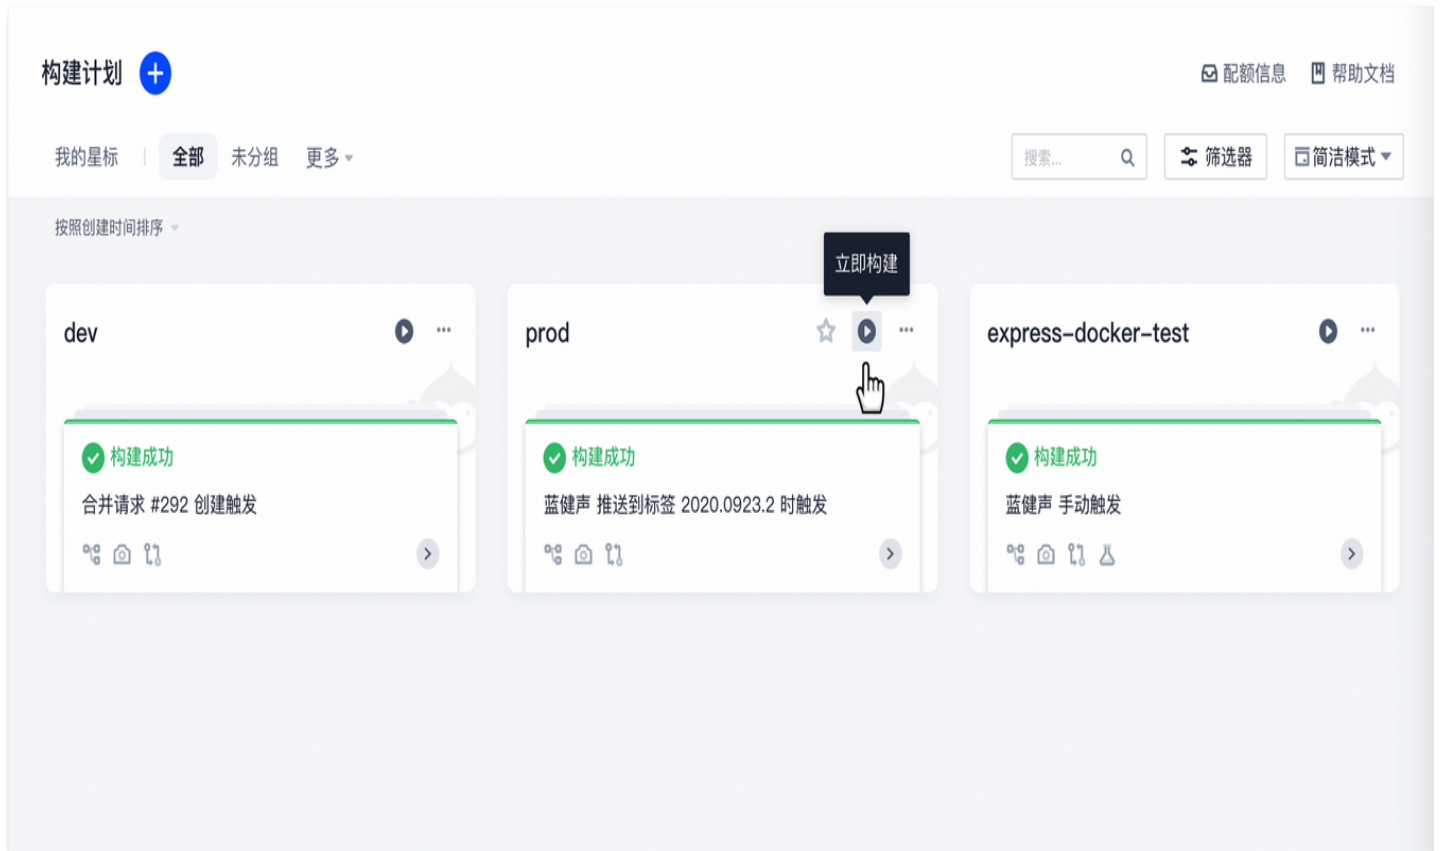 构建计划
配额信息 帮助文档
我的星标 全部 未分组 更多
搜索... 筛选器 简洁模式
按照创建时间排序
立即构建
dev
构建成功
合并请求 #292 创建触发
prod
构建成功
蓝健声 推送到标签 2020.0923.2 时触发
express-docker-test
构建成功
蓝健声 手动触发